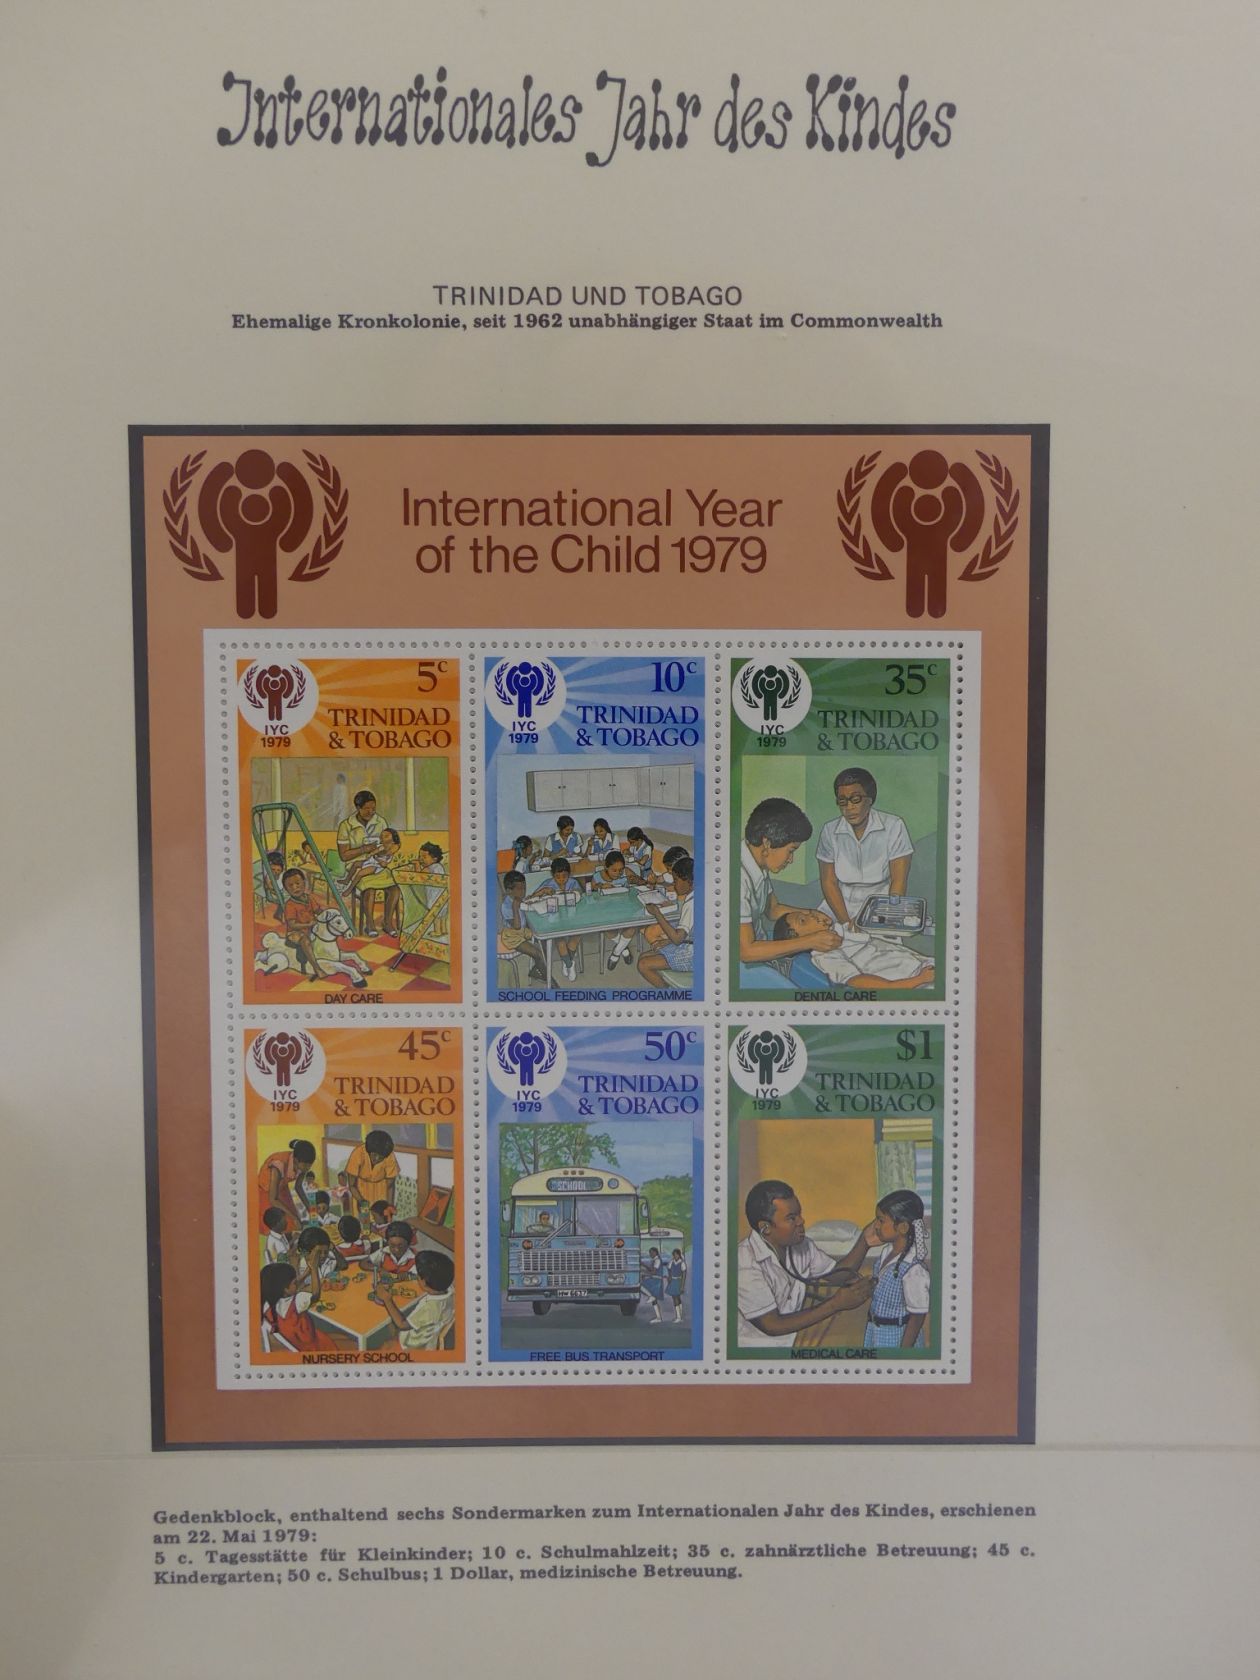 Internationales Jahr des Kindes
TRINIDAD UND TOBAGO
Ehemalige Kronkolonie, seit 1962 unabhängiger Staat im Commonwealth
International Year
of the Child 1979
5c
IYC
1979
TRINIDAD
& TOBAGO
DAY CARE
10c
IYC
1979
TRINIDAD
& TOBAGO
SCHOOL FEEDING PROGRAMME
35c
IYC
1979
TRINIDAD
& TOBAGO
DENTAL CARE
45c
IYC
1979
TRINIDAD
& TOBAGO
NURSERY SCHOOL
50c
IYC
1979
TRINIDAD
& TOBAGO
SCHOOL
FREE BUS TRANSPORT
$1
IYC
1979
TRINIDAD
& TOBAGO
MEDICAL CARE
Gedenkblock, enthaltend sechs Sondermarken zum Internationalen Jahr des Kindes, erschienen
am 22. Mai 1979:
5 c. Tagesstätte für Kleinkinder; 10 c. Schulmahlzeit; 35 c. zahnärztliche Betreuung; 45 c.
Kindergarten; 50 c. Schulbus; 1 Dollar, medizinische Betreuung.